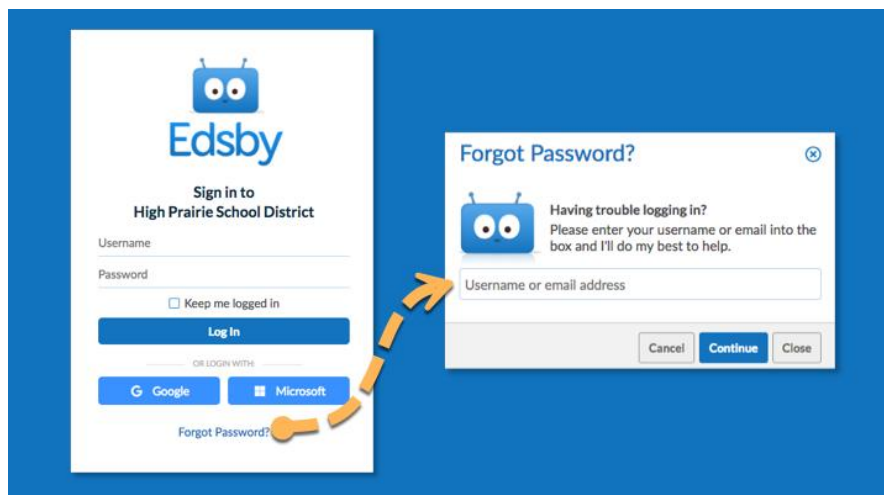 Edsby
Sign in to
High Prairie School District
Username
Password
Keep me logged in
Log In
OR LOGIN WITH:
Google
Microsoft
Forgot Password?
Forgot Password?
Having trouble logging in?
Please enter your username or email into the
box and I'll do my best to help.
Username or email address
Cancel
Continue
Close